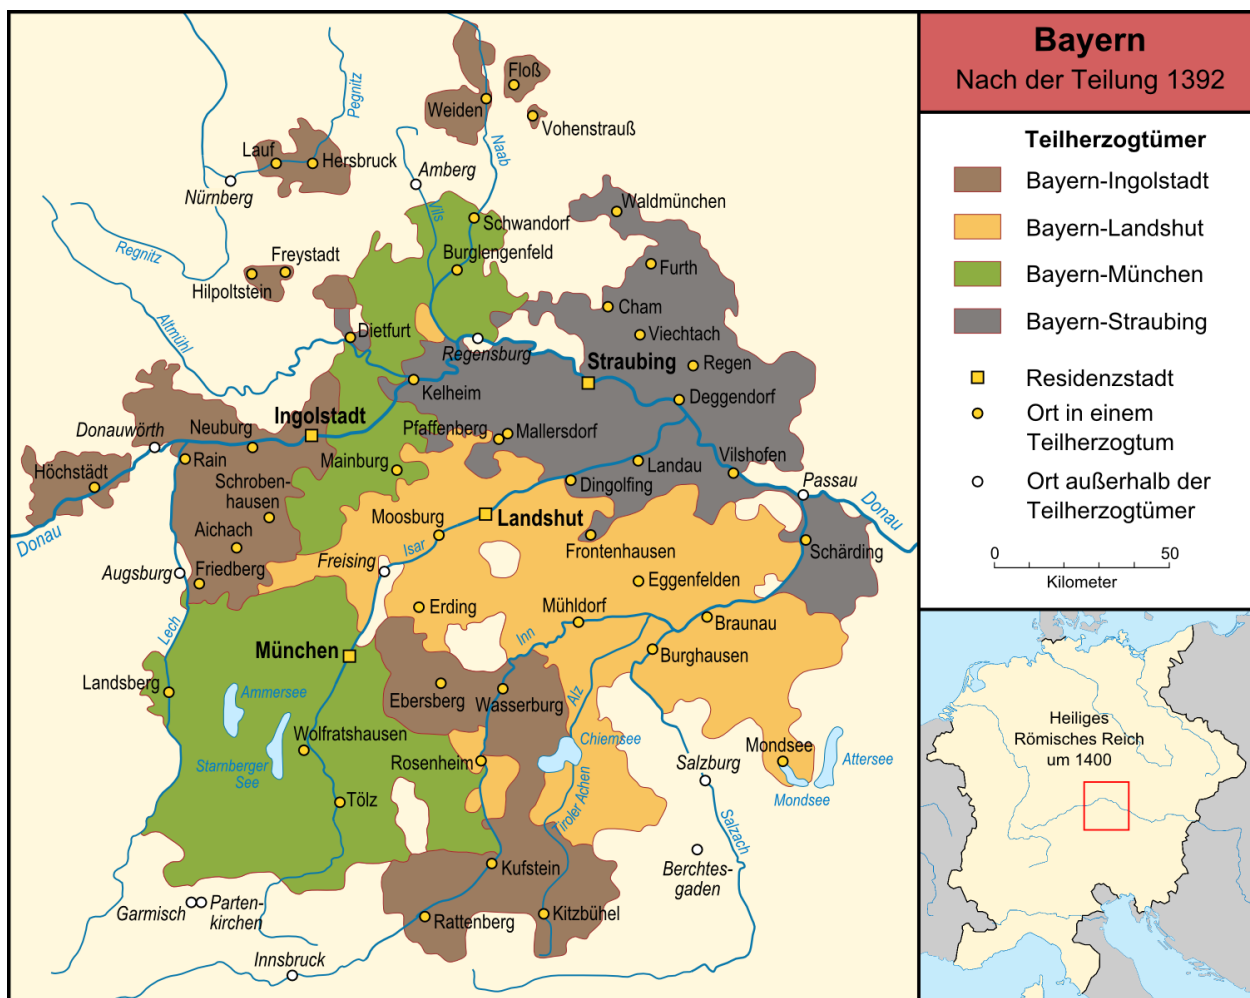 Bayern
Nach der Teilung 1392
Teilherzogtümer
Bayern-Ingolstadt
Bayern-Landshut
Bayern-München
Bayern-Straubing
Residenzstadt
Ort in einem
Teilherzogtum
Ort außerhalb der
Teilherzogtümer
0
50
Kilometer
Heiliges
Römisches Reich
um 1400
Floß
Weiden
Vohenstrauß
Pegnitz
Naab
Lauf
Hersbruck
Nürnberg
Amberg
Vils
Waldmünchen
Schwandorf
Regnitz
Freystadt
Hilpoltstein
Burglengenfeld
Furth
Cham
Altmühl
Dietfurt
Regensburg
Viechtach
Straubing
Regen
Kelheim
Deggendorf
Ingolstadt
Neuburg
Donauwörth
Pfaffenberg
Mallersdorf
Rain
Höchstädt
Mainburg
Landau
Vilshofen
Schroben-
hausen
Dingolfing
Passau
Donau
Donau
Moosburg
Landshut
Aichach
Isar
Frontenhausen
Schärding
Freising
Augsburg
Friedberg
Eggenfelden
Erding
Mühldorf
Braunau
Lech
Inn
München
Burghausen
Landsberg
Ammersee
Ebersberg
Wasserburg
Alz
Wolfratshausen
Chiemsee
Starnberger
See
Rosenheim
Mondsee
Attersee
Salzburg
Mondsee
Tölz
Tiroler Achen
Salzach
Kufstein
Berchtes-
gaden
Garmisch
Parten-
kirchen
Rattenberg
Kitzbühel
Innsbruck